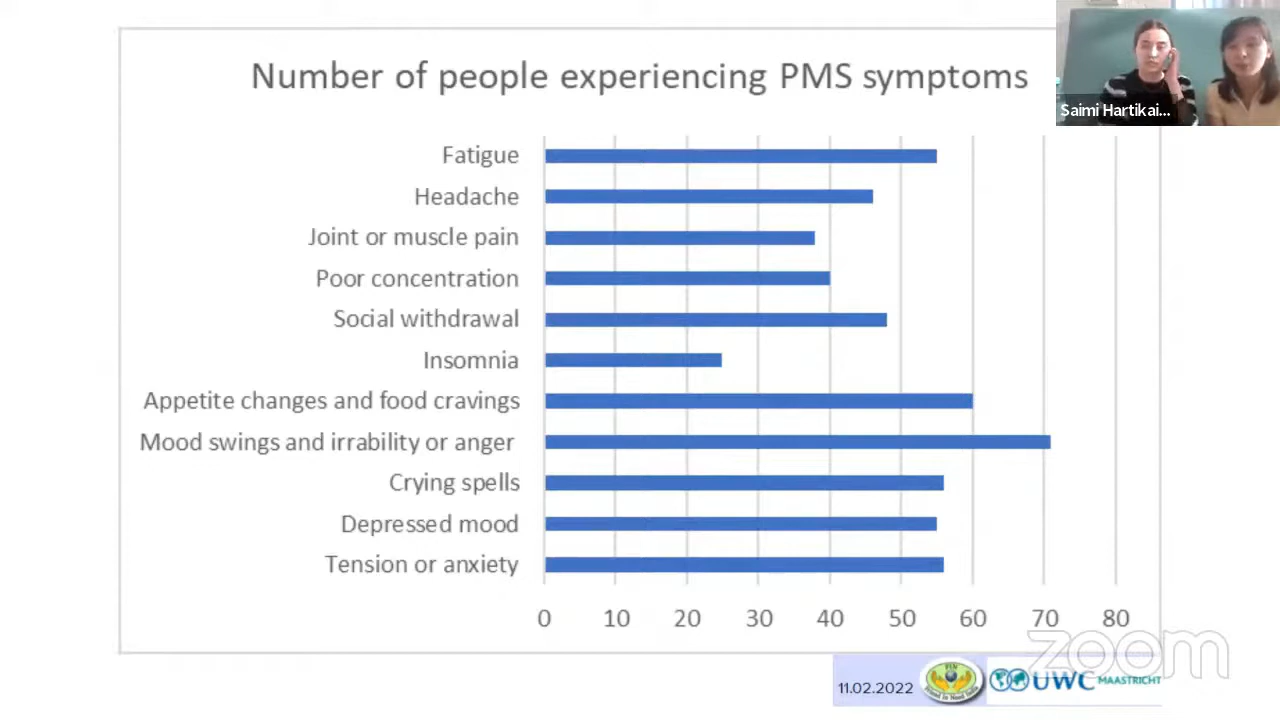 Number of people experiencing PMS symptoms
Saimi Hartikai...
Fatigue
Headache
Joint or muscle pain
Poor concentration
Social withdrawal
Insomnia
Appetite changes and food cravings
Mood swings and irrability or anger
Crying spells
Depressed mood
Tension or anxiety
0 10 20 30 40 50 60 70 80
zoom
11.02.2022
UWC MAASTRICHT